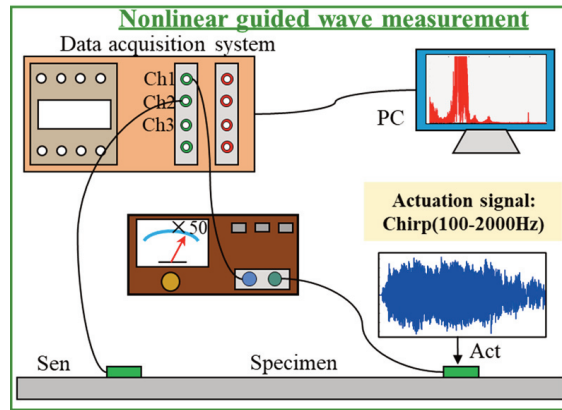 Nonlinear guided wave measurement
Data acquisition system
Ch1
Ch2
Ch3
PC
×50
Actuation signal:
Chirp(100-2000Hz)
Sen
Specimen
Act